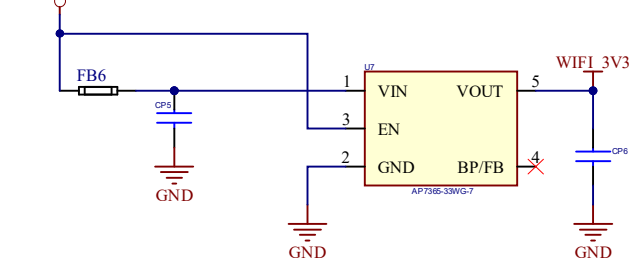 U7
WIFI_3V3
FB6
1
VIN
VOUT
5
CP5
3
EN
2
GND
BP/FB
4
CP6
AP7365-33WG-7
GND
GND
GND